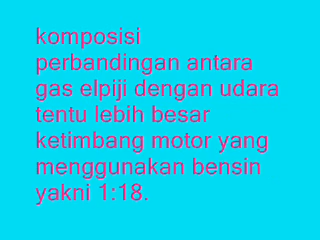 komposisi
perbandingan antara
gas elpiji dengan udara
tentu lebih besar
ketimbang motor yang
menggunakan bensin
yakni 1:18.